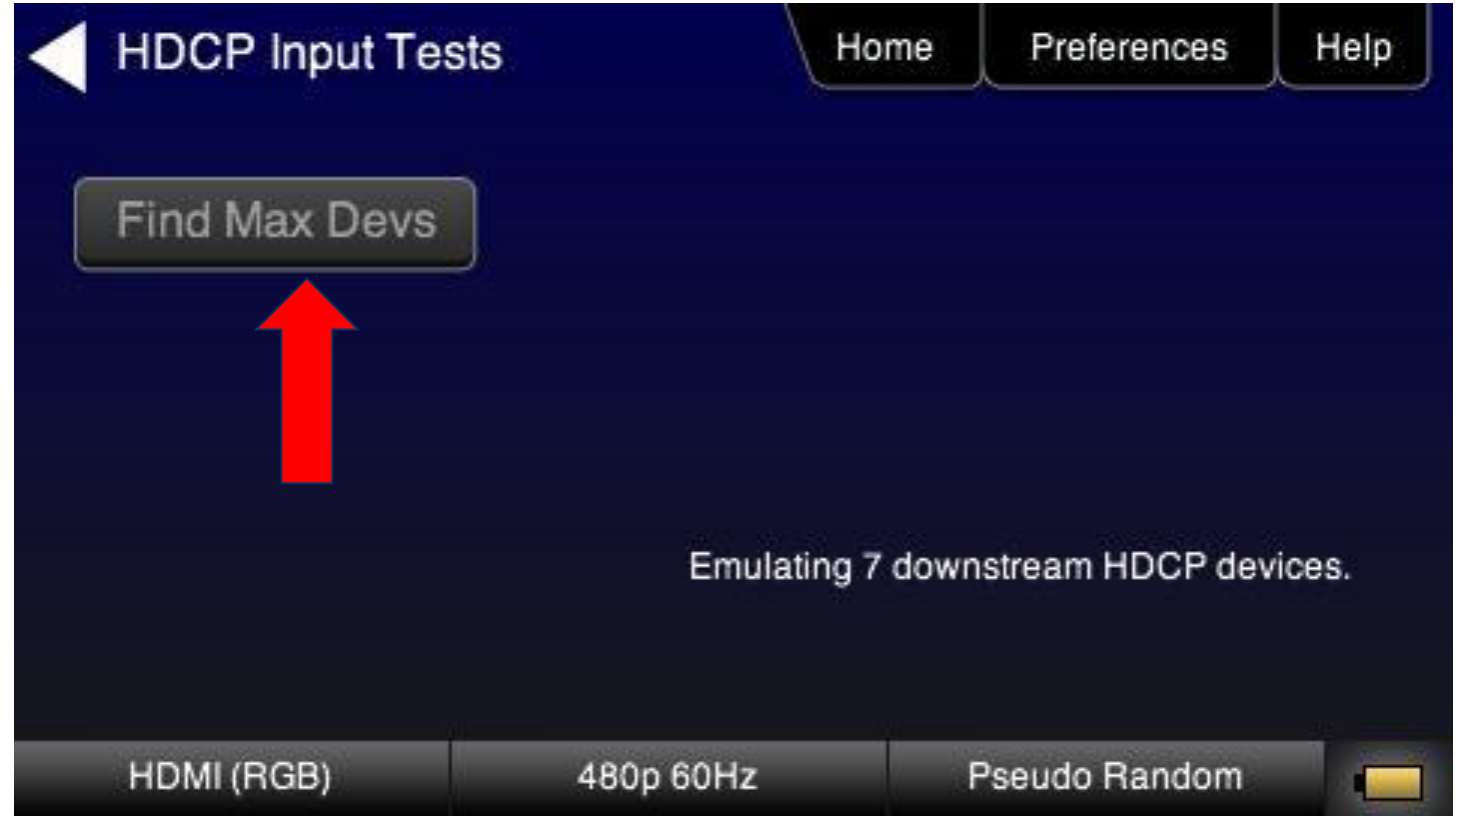 HDCP Input Tests
Home
Preferences
Help
Find Max Devs
Emulating 7 downstream HDCP devices.
HDMI (RGB)
480p 60Hz
Pseudo Random